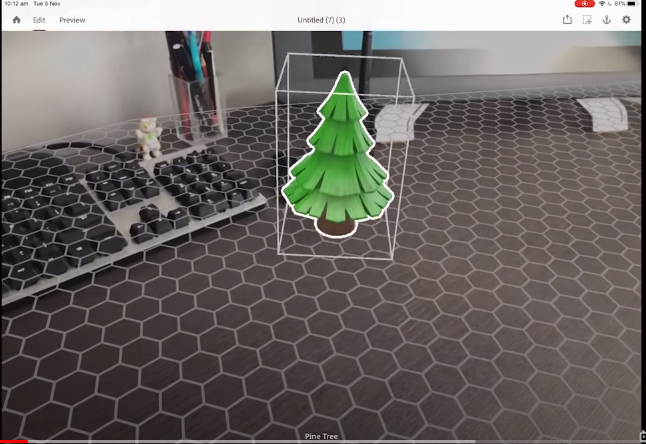 10:12 am Tue 5 Nov
81%
Edit Preview
Untitled (7) (3)
Pine Tree